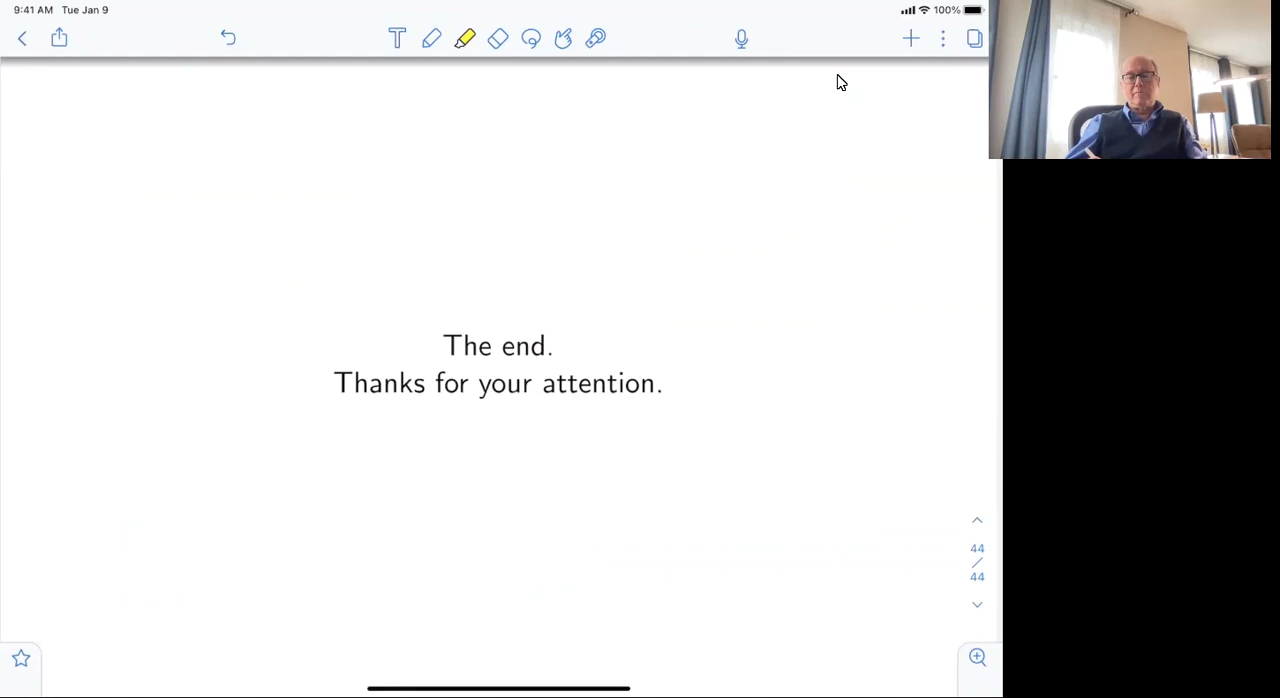 9:41 AM Tue Jan 9
100%
The end.
Thanks for your attention.
44
/
44